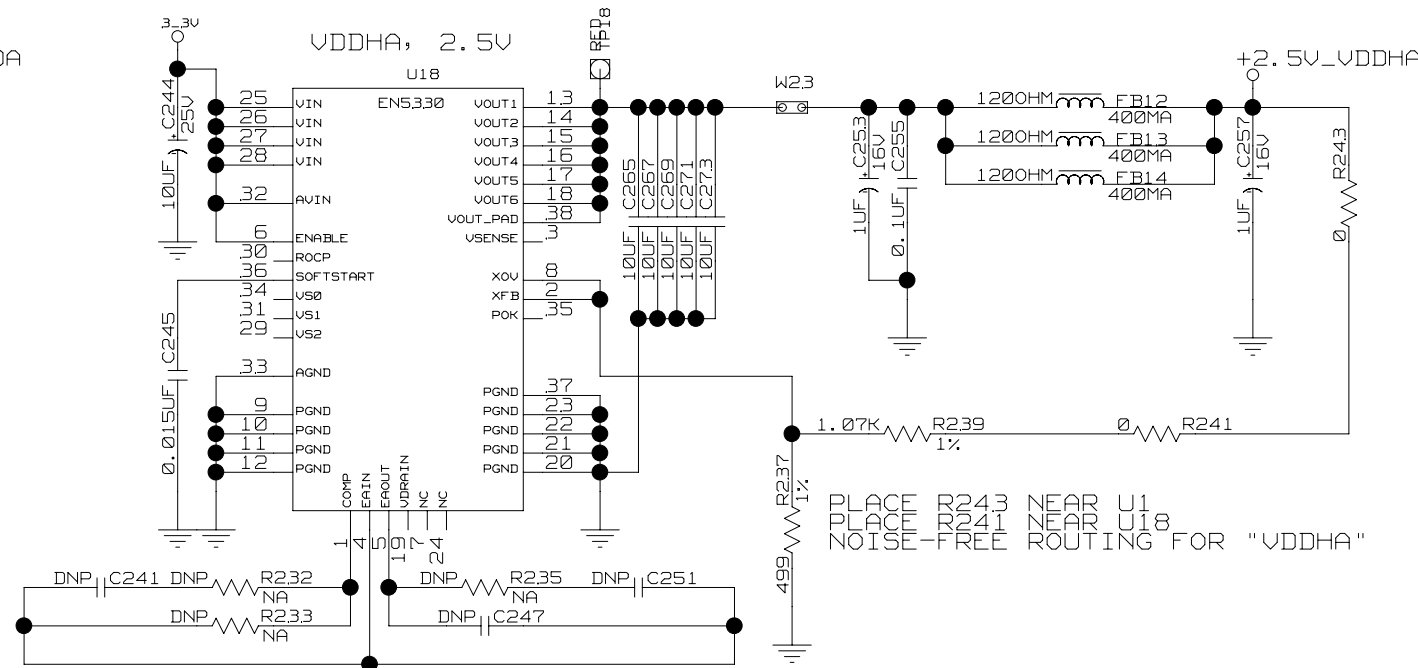 DA
3_3V
VDDHA, 2.5V
RED
TP18
+2.5V_VDDHA
U18
EN5330
C244
25V
10UF
25 VIN
26 VIN
27 VIN
28 VIN
32 AVIN
6 ENABLE
30 ROCP
36 SOFTSTART
34 VS0
31 VS1
29 VS2
33 AGND
9 PGND
10 PGND
11 PGND
12 PGND
VOUT1 13
VOUT2 14
VOUT3 15
VOUT4 16
VOUT5 17
VOUT6 18
VOUT_PAD 38
VSENSE 3
XOV 8
XFB 2
POK 35
PGND 37
PGND 23
PGND 22
PGND 21
PGND 20
COMP 1
EAIN 4
EAOUT 5
VDRAIN 19
NC 7
NC 24
C245
0.015UF
C265
10UF
C267
10UF
C269
10UF
C271
10UF
C273
10UF
W23
C253
16V
1UF
C255
0.1UF
120OHM FB12
400MA
120OHM FB13
400MA
120OHM FB14
400MA
C257
16V
1UF
R243
0
1.07K R239
1%
0 R241
R237
1%
499
PLACE R243 NEAR U1
PLACE R241 NEAR U18
NOISE-FREE ROUTING FOR "VDDHA"
DNP C241 DNP R232
NA
DNP R233
NA
DNP R235
NA
DNP C251
DNP C247